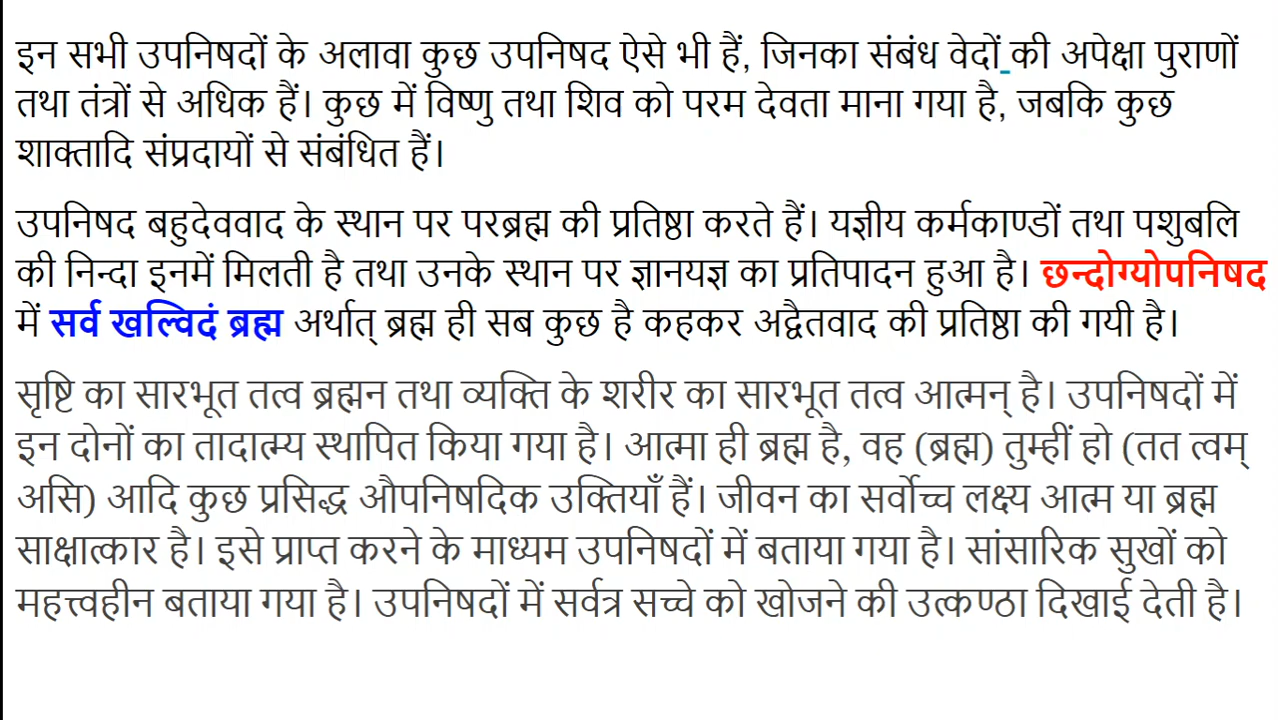 इन सभी उपनिषदों के अलावा कुछ उपनिषद ऐसे भी हैं, जिनका संबंध वेदों की अपेक्षा पुराणों
तथा तंत्रों से अधिक हैं। कुछ में विष्णु तथा शिव को परम देवता माना गया है, जबकि कुछ
शाक्तादि संप्रदायों से संबंधित हैं।
उपनिषद बहुदेववाद के स्थान पर परब्रह्म की प्रतिष्ठा करते हैं। यज्ञीय कर्मकाण्डों तथा पशुबलि
की निन्दा इनमें मिलती है तथा उनके स्थान पर ज्ञानयज्ञ का प्रतिपादन हुआ है। छन्दोग्योपनिषद
में सर्व खल्विदं ब्रह्म अर्थात् ब्रह्म ही सब कुछ है कहकर अद्वैतवाद की प्रतिष्ठा की गयी है।
सृष्टि का सारभूत तत्व ब्रह्मन तथा व्यक्ति के शरीर का सारभूत तत्व आत्मन् है। उपनिषदों में
इन दोनों का तादात्म्य स्थापित किया गया है। आत्मा ही ब्रह्म है, वह (ब्रह्म) तुम्हीं हो (तत त्वम्
असि) आदि कुछ प्रसिद्ध औपनिषदिक उक्तियाँ हैं। जीवन का सर्वोच्च लक्ष्य आत्म या ब्रह्म
साक्षात्कार है। इसे प्राप्त करने के माध्यम उपनिषदों में बताया गया है। सांसारिक सुखों को
महत्त्वहीन बताया गया है। उपनिषदों में सर्वत्र सच्चे को खोजने की उत्कण्ठा दिखाई देती है।